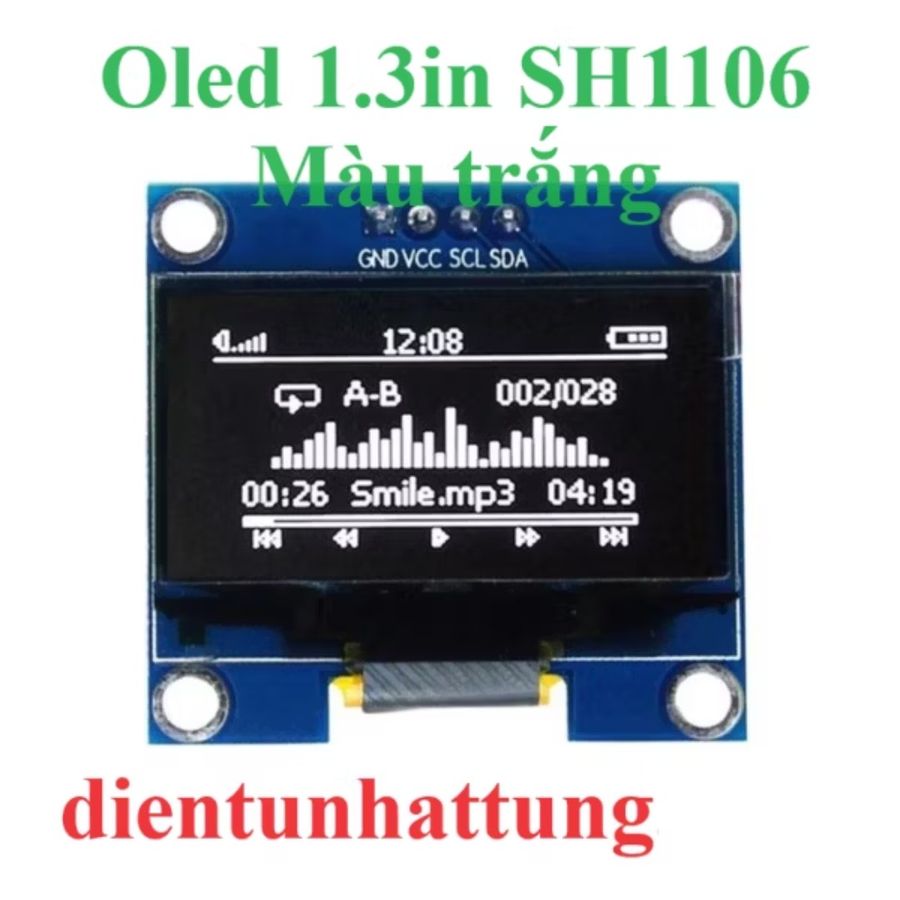 Oled 1.3in SH1106
Màu trắng
GND VCC SCL SDA
12:08
A-B 002/028
00:26 Smile.mp3 04:19
dientunhattung